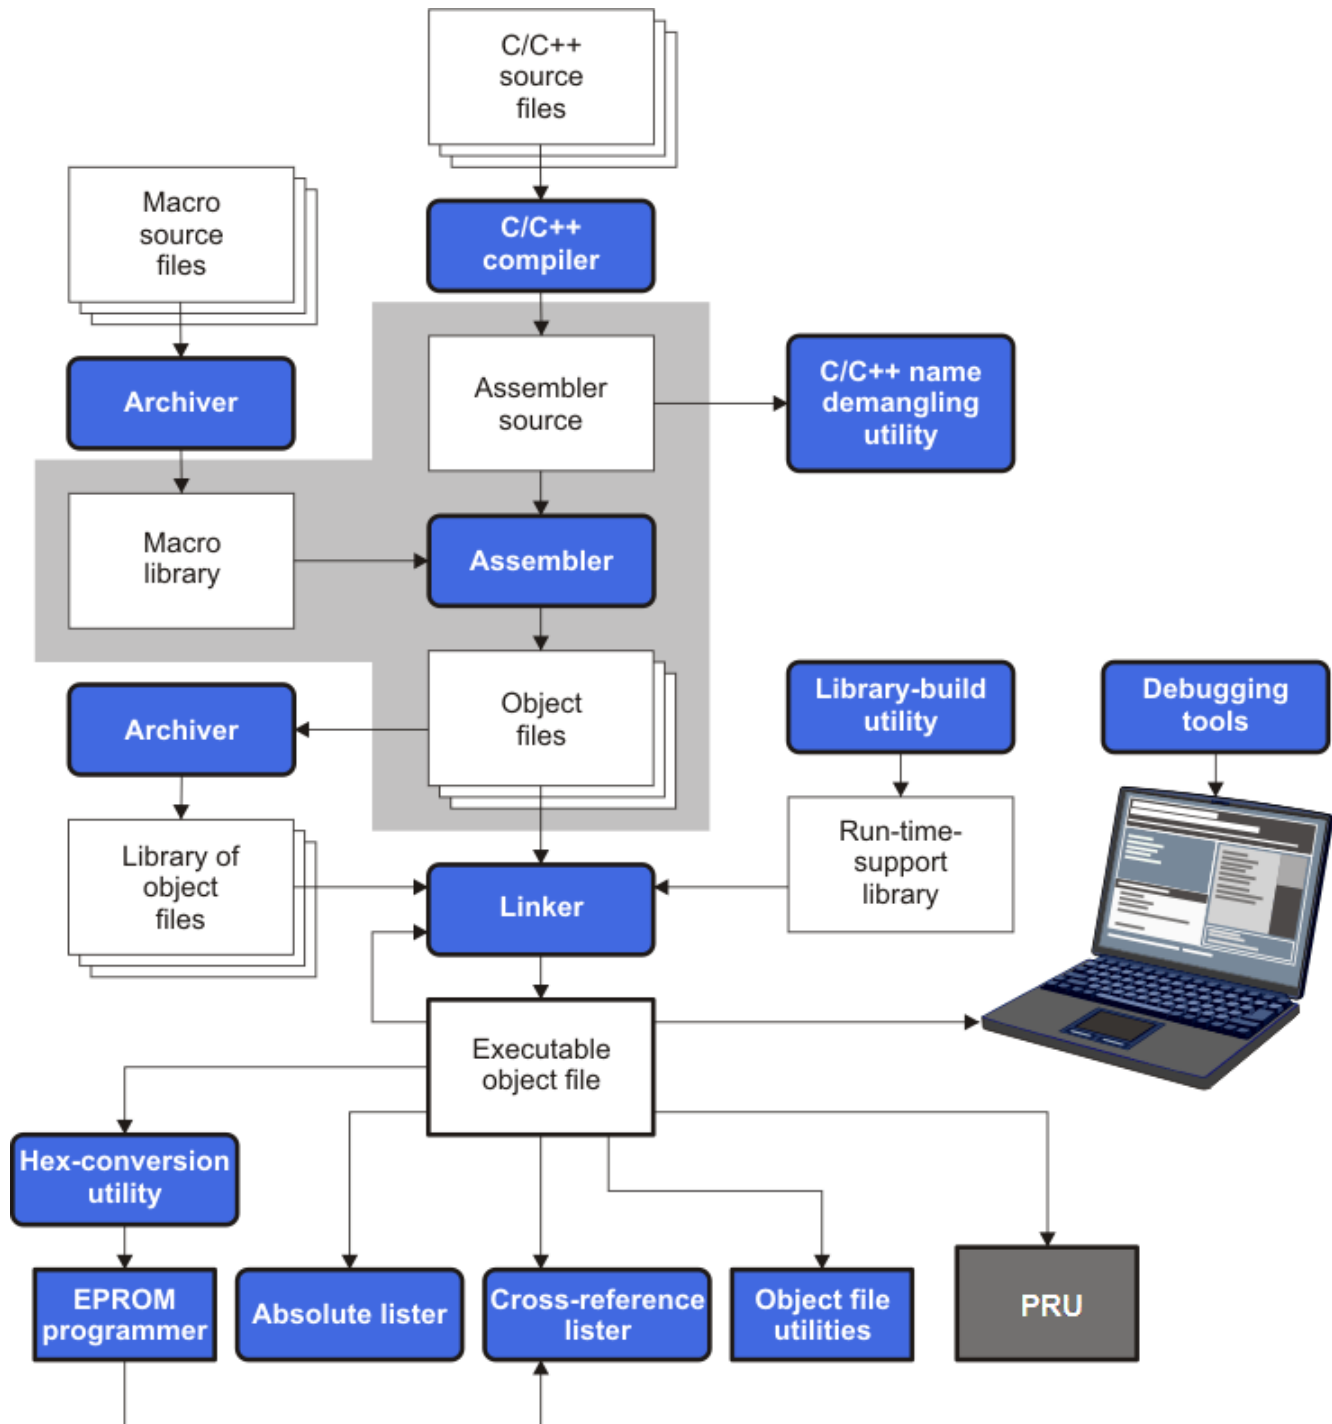 C/C++
source
files
Macro
source
files
C/C++
compiler
Archiver
Assembler
source
C/C++ name
demangling
utility
Macro
library
Assembler
Archiver
Object
files
Library-build
utility
Debugging
tools
Library of
object
files
Linker
Run-time-
support
library
Executable
object file
Hex-conversion
utility
EPROM
programmer
Absolute lister
Cross-reference
lister
Object file
utilities
PRU